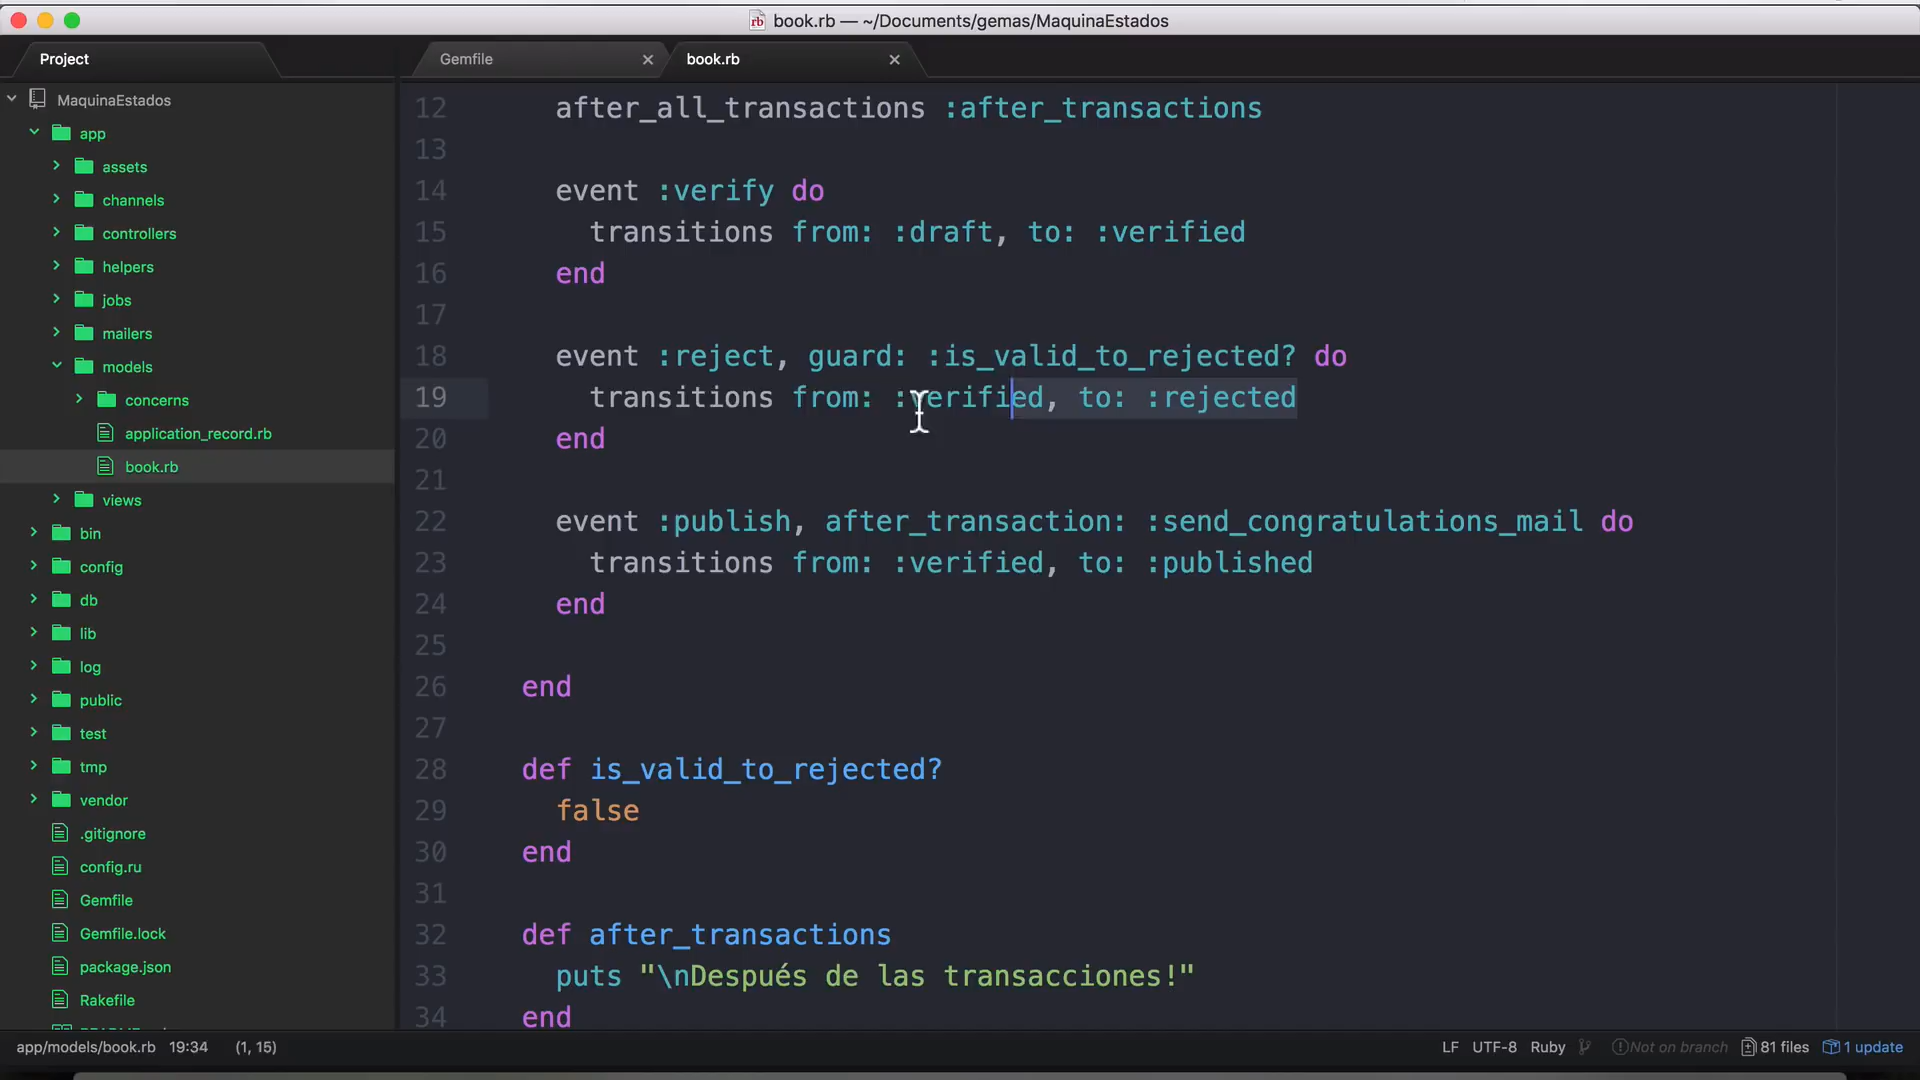 book.rb — ~/Documents/gemas/MaquinaEstados
Project
Gemfile
book.rb
MaquinaEstados
app
assets
channels
controllers
helpers
jobs
mailers
models
concerns
application_record.rb
book.rb
views
bin
config
db
lib
log
public
test
tmp
vendor
.gitignore
config.ru
Gemfile
Gemfile.lock
package.json
Rakefile
12 after_all_transactions :after_transactions
13
14 event :verify do
15 transitions from: :draft, to: :verified
16 end
17
18 event :reject, guard: :is_valid_to_rejected? do
19 transitions from: :verified, to: :rejected
20 end
21
22 event :publish, after_transaction: :send_congratulations_mail do
23 transitions from: :verified, to: :published
24 end
25
26 end
27
28 def is_valid_to_rejected?
29 false
30 end
31
32 def after_transactions
33 puts "\nDespués de las transacciones!"
34 end
app/models/book.rb 19:34 (1, 15) LF UTF-8 Ruby Not on branch 81 files 1 update